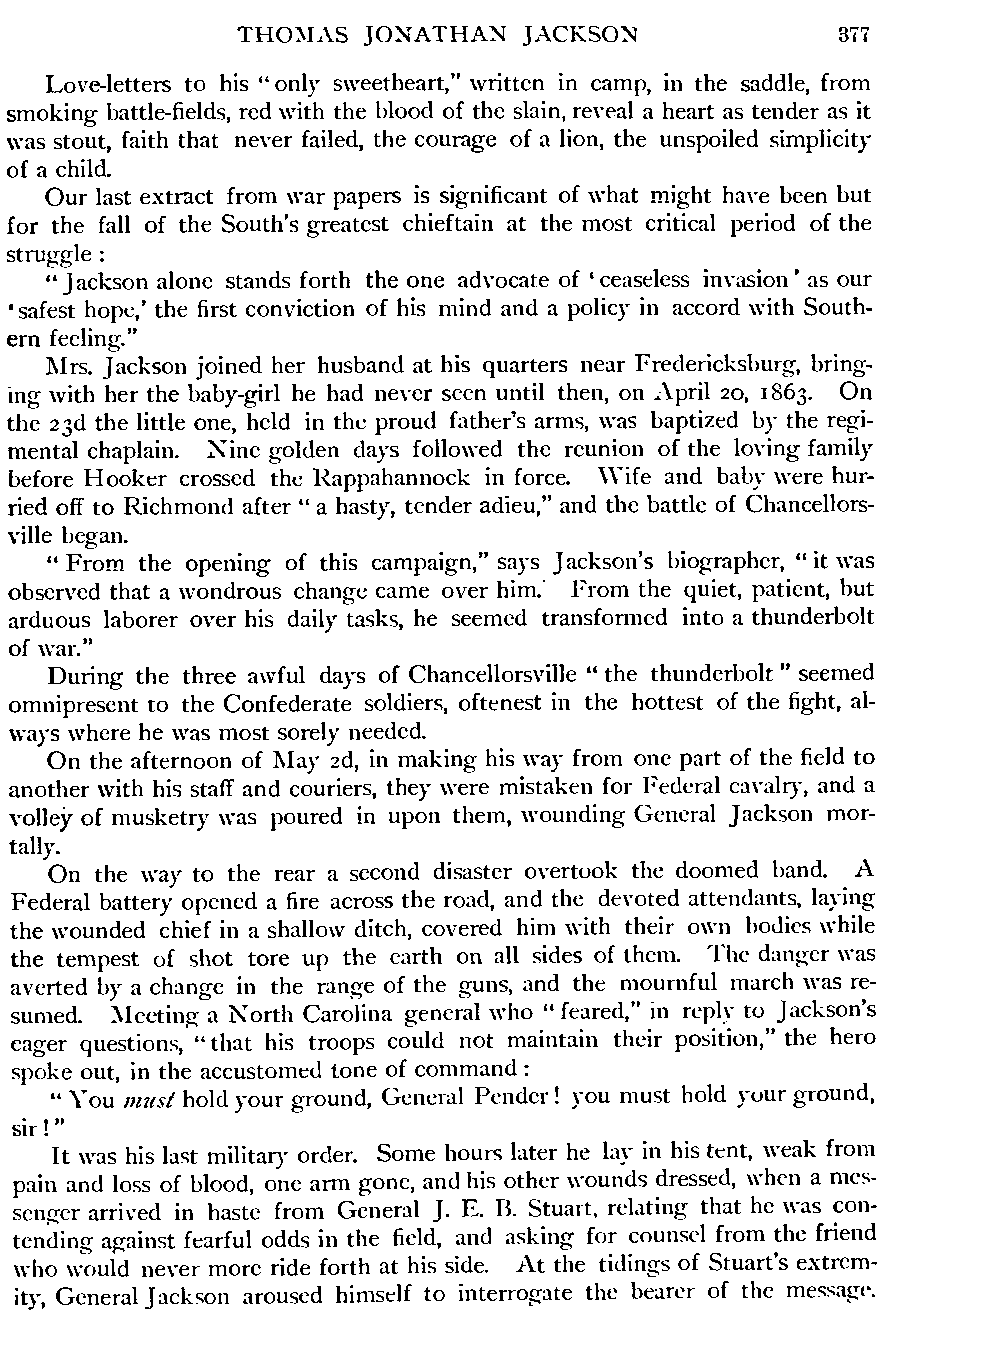 THOMAS JONATHAN JACKSON 377
Love-letters to his “only sweetheart,” written in camp, in the saddle, from
smoking battle-fields, red with the blood of the slain, reveal a heart as tender as it
was stout, faith that never failed, the courage of a lion, the unspoiled simplicity
of a child.
Our last extract from war papers is significant of what might have been but
for the fall of the South's greatest chieftain at the most critical period of the
struggle :
“Jackson alone stands forth the one advocate of ‘ceaseless invasion’ as our
‘safest hope,’ the first conviction of his mind and a policy in accord with South-
ern feeling.”
Mrs. Jackson joined her husband at his quarters near Fredericksburg, bring-
ing with her the baby-girl he had never seen until then, on April 20, 1863. On
the 23d the little one, held in the proud father's arms, was baptized by the regi-
mental chaplain. Nine golden days followed the reunion of the loving family
before Hooker crossed the Rappahannock in force. Wife and baby were hur-
ried off to Richmond after “a hasty, tender adieu,” and the battle of Chancellors-
ville began.
“From the opening of this campaign,” says Jackson's biographer, “it was
observed that a wondrous change came over him. From the quiet, patient, but
arduous laborer over his daily tasks, he seemed transformed into a thunderbolt
of war.”
During the three awful days of Chancellorsville “the thunderbolt” seemed
omnipresent to the Confederate soldiers, oftenest in the hottest of the fight, al-
ways where he was most sorely needed.
On the afternoon of May 2d, in making his way from one part of the field to
another with his staff and couriers, they were mistaken for Federal cavalry, and a
volley of musketry was poured in upon them, wounding General Jackson mor-
tally.
On the way to the rear a second disaster overtook the doomed band. A
Federal battery opened a fire across the road, and the devoted attendants, laying
the wounded chief in a shallow ditch, covered him with their own bodies while
the tempest of shot tore up the earth on all sides of them. The danger was
averted by a change in the range of the guns, and the mournful march was re-
sumed. Meeting a North Carolina general who “feared,” in reply to Jackson's
eager questions, “that his troops could not maintain their position,” the hero
spoke out, in the accustomed tone of command :
“You must hold your ground, General Pender! you must hold your ground,
sir!”
It was his last military order. Some hours later he lay in his tent, weak from
pain and loss of blood, one arm gone, and his other wounds dressed, when a mes-
senger arrived in haste from General J. E. B. Stuart, relating that he was con-
tending against fearful odds in the field, and asking for counsel from the friend
who would never more ride forth at his side. At the tidings of Stuart's extrem-
ity, General Jackson aroused himself to interrogate the bearer of the message.